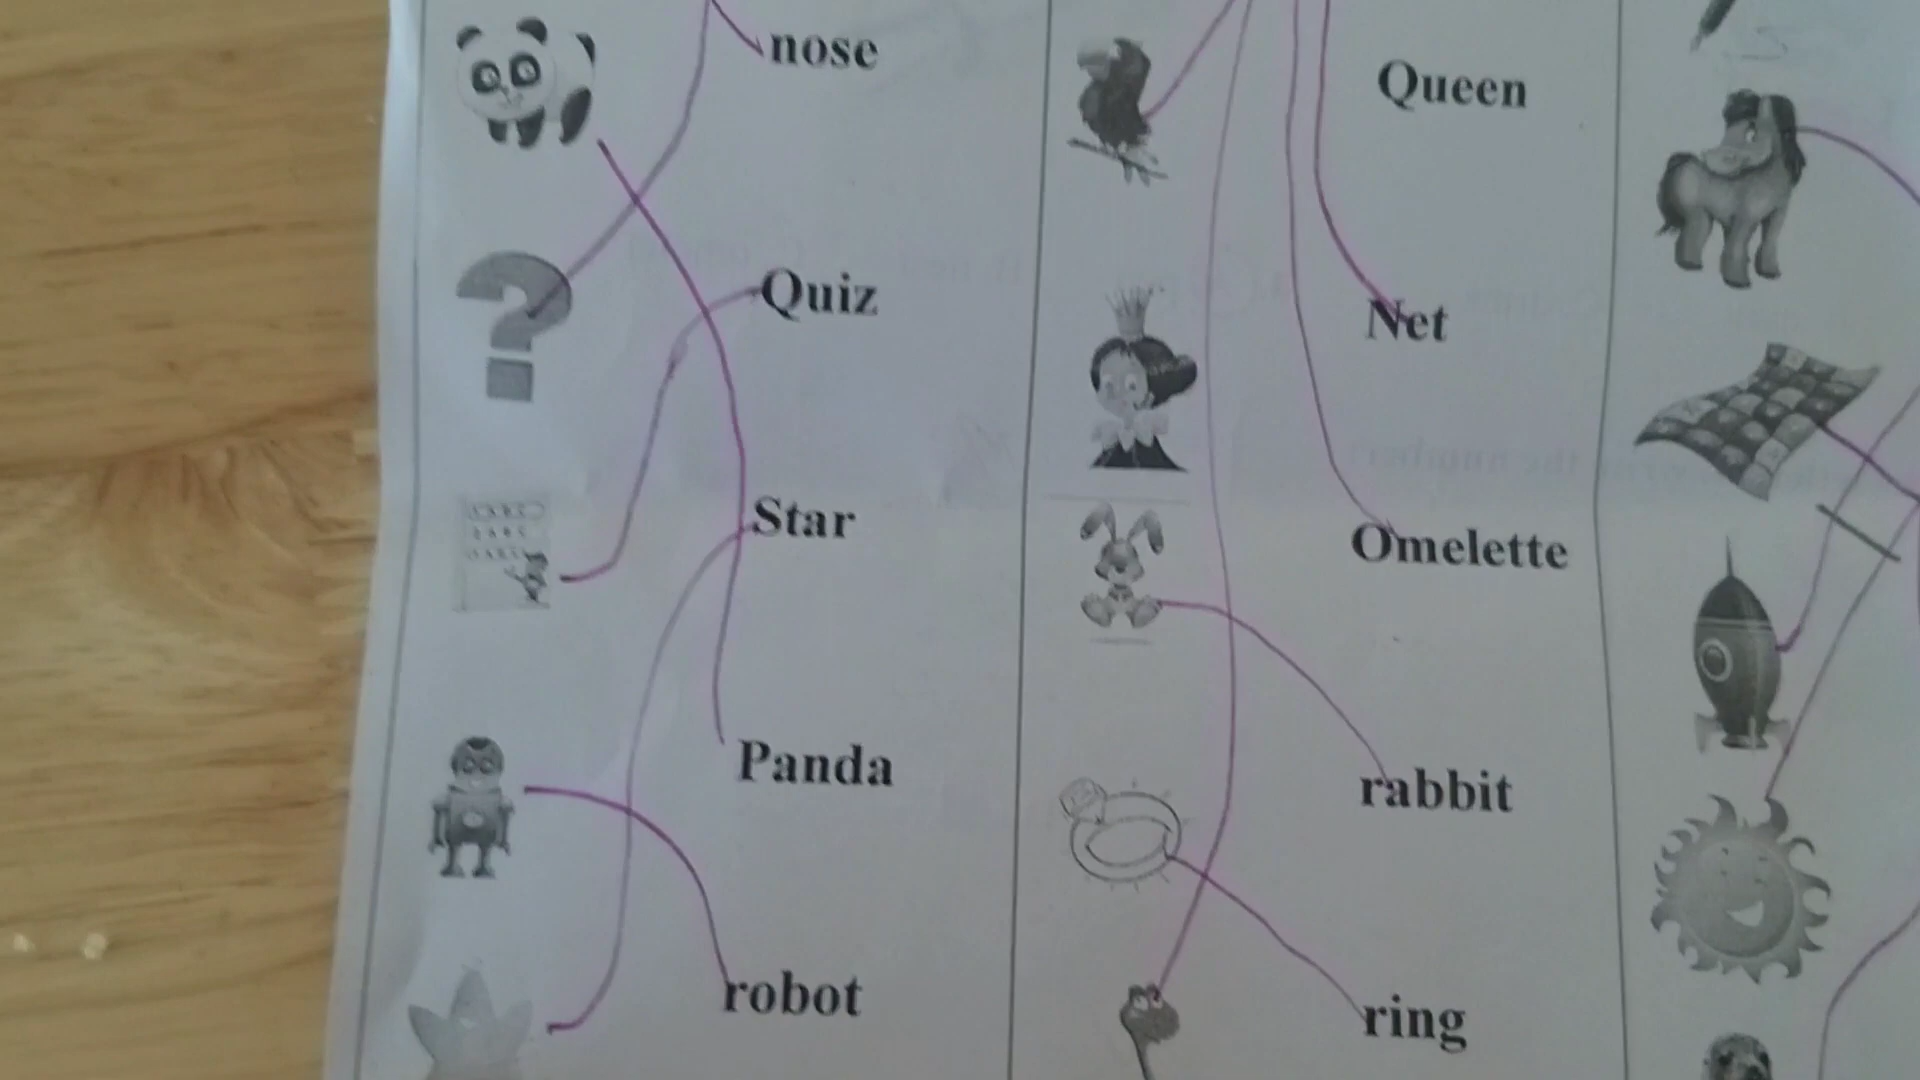 nose
Quiz
Star
Panda
robot
Queen
Net
Omelette
rabbit
ring